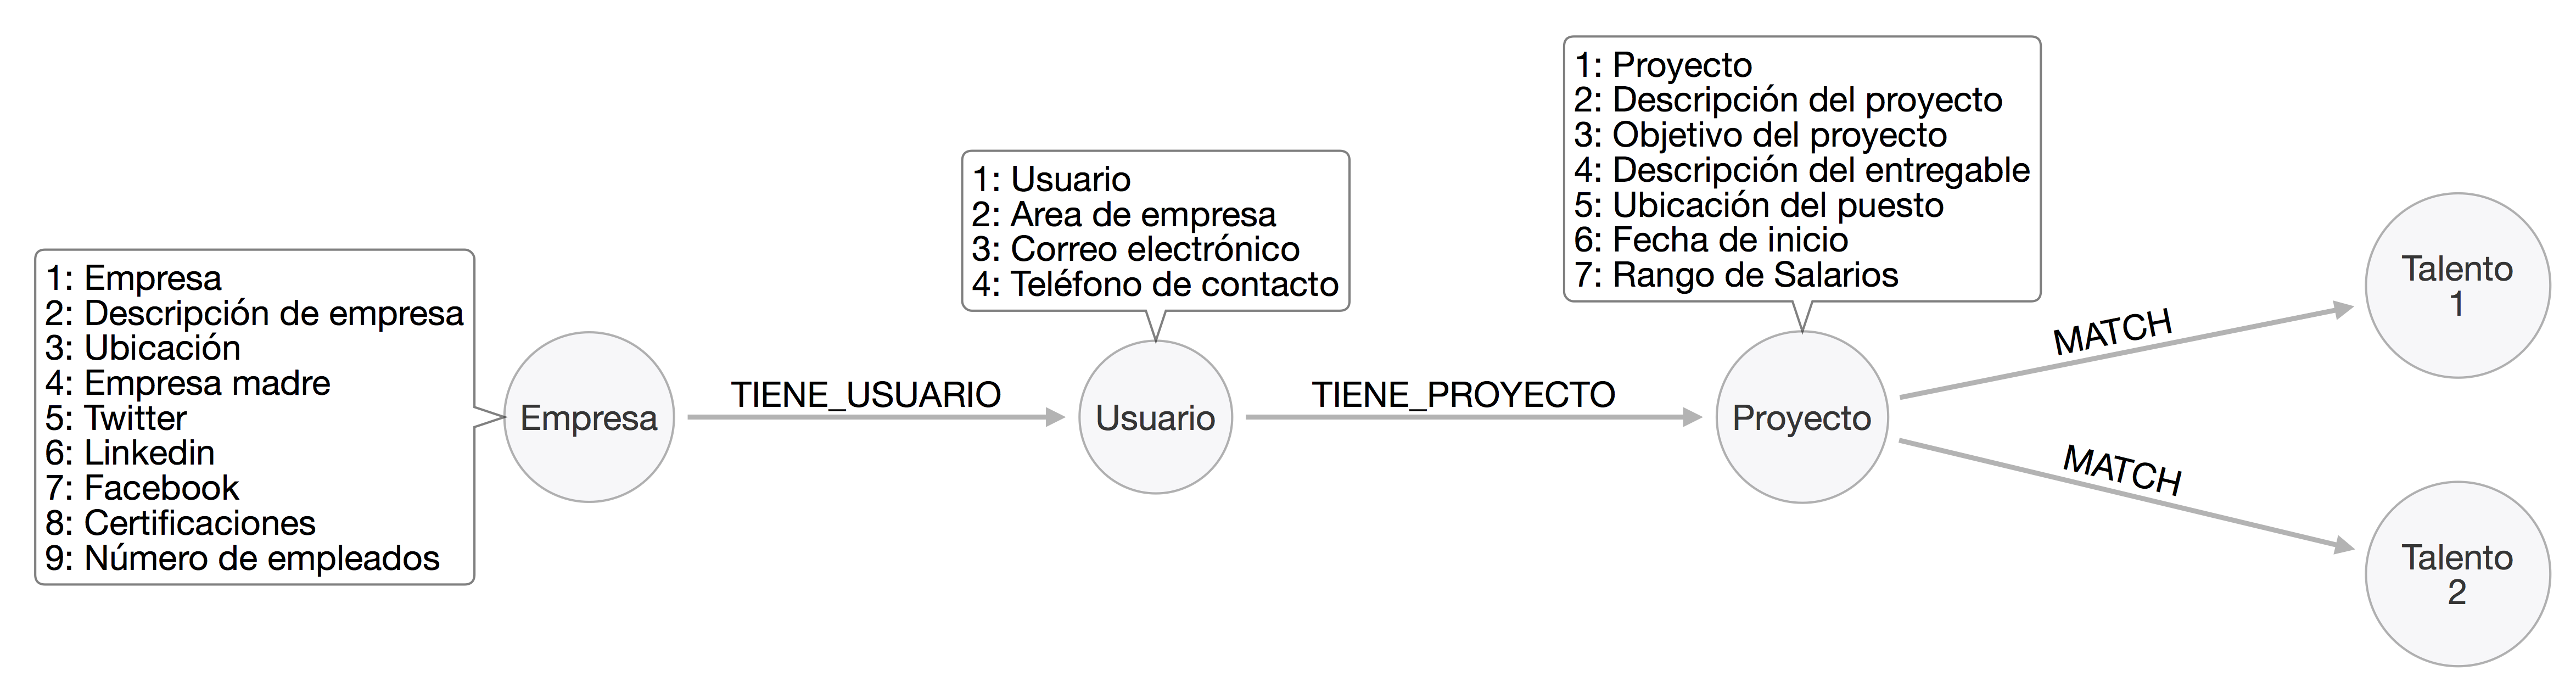 1: Empresa
2: Descripción de empresa
3: Ubicación
4: Empresa madre
5: Twitter
6: Linkedin
7: Facebook
8: Certificaciones
9: Número de empleados
Empresa
TIENE_USUARIO
1: Usuario
2: Area de empresa
3: Correo electrónico
4: Teléfono de contacto
Usuario
TIENE_PROYECTO
1: Proyecto
2: Descripción del proyecto
3: Objetivo del proyecto
4: Descripción del entregable
5: Ubicación del puesto
6: Fecha de inicio
7: Rango de Salarios
Proyecto
MATCH
Talento
1
MATCH
Talento
2